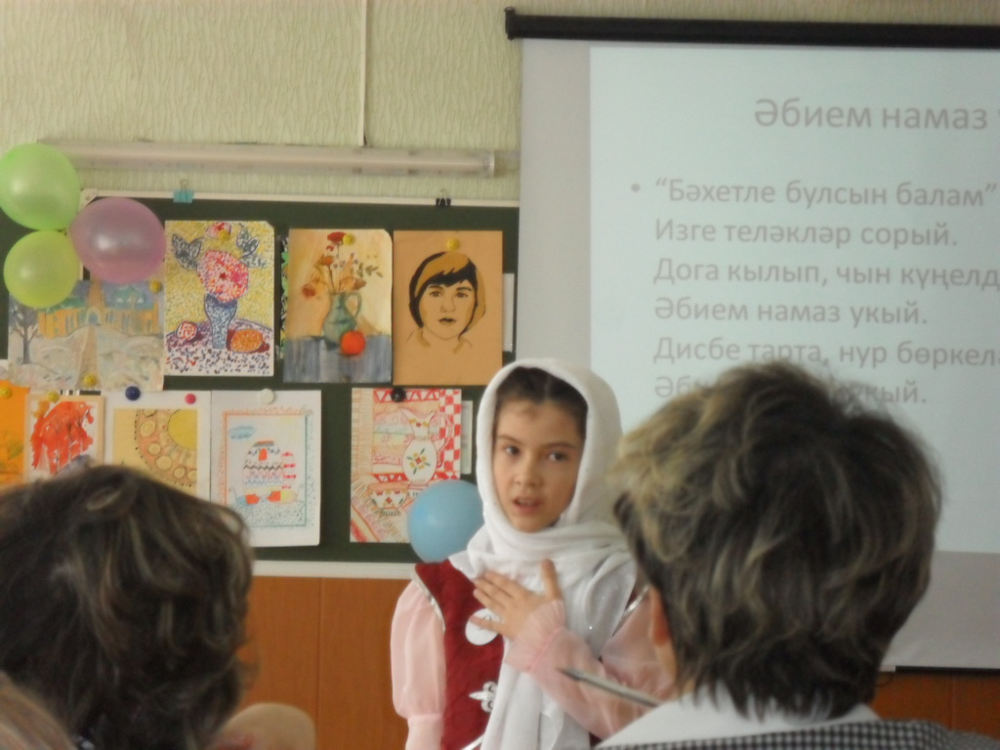 Әбием намаз
• “Бәхетле булсын балам”
Изге теләкләр сорый.
Дога кылып, чын
Әбием намаз укый.
Дисбе тарта, нур